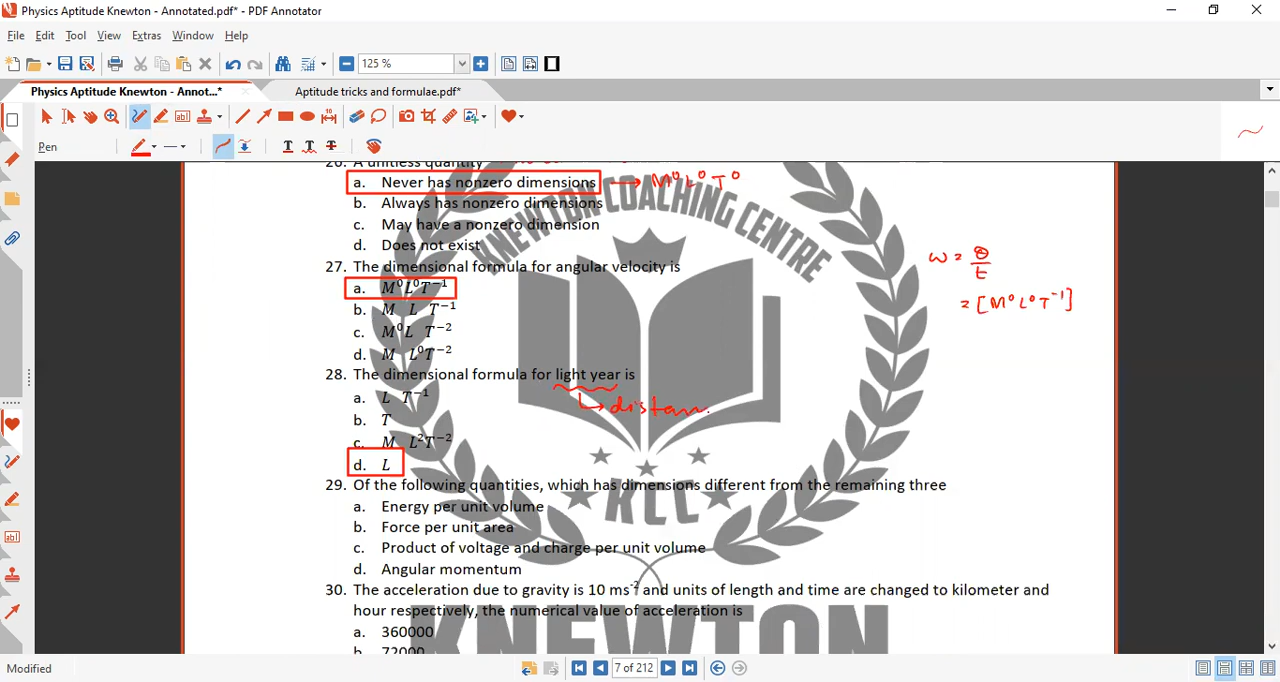 Physics Aptitude Knewton - Annotated.pdf* - PDF Annotator
File Edit Tool View Extras Window Help
125 %
Physics Aptitude Knewton - Annot...* Aptitude tricks and formulae.pdf*
Pen
26. A unitless quantity
a. Never has nonzero dimensions → M⁰L⁰T⁰
b. Always has nonzero dimensions
c. May have a nonzero dimension
d. Does not exist
27. The dimensional formula for angular velocity is
a. M⁰L⁰T⁻¹
b. M L T⁻¹
c. M⁰L T⁻²
d. M L⁰T⁻²
ω = θ/t
= [M⁰L⁰T⁻¹]
28. The dimensional formula for light year is
a. L T⁻¹
b. T
c. M L²T⁻²
d. L
distan
29. Of the following quantities, which has dimensions different from the remaining three
a. Energy per unit volume
b. Force per unit area
c. Product of voltage and charge per unit volume
d. Angular momentum
30. The acceleration due to gravity is 10 ms⁻² and units of length and time are changed to kilometer and
hour respectively, the numerical value of acceleration is
a. 360000
b. 72000
KNEWTON COACHING CENTRE
KCC
KNEWTON
Modified
7 of 212